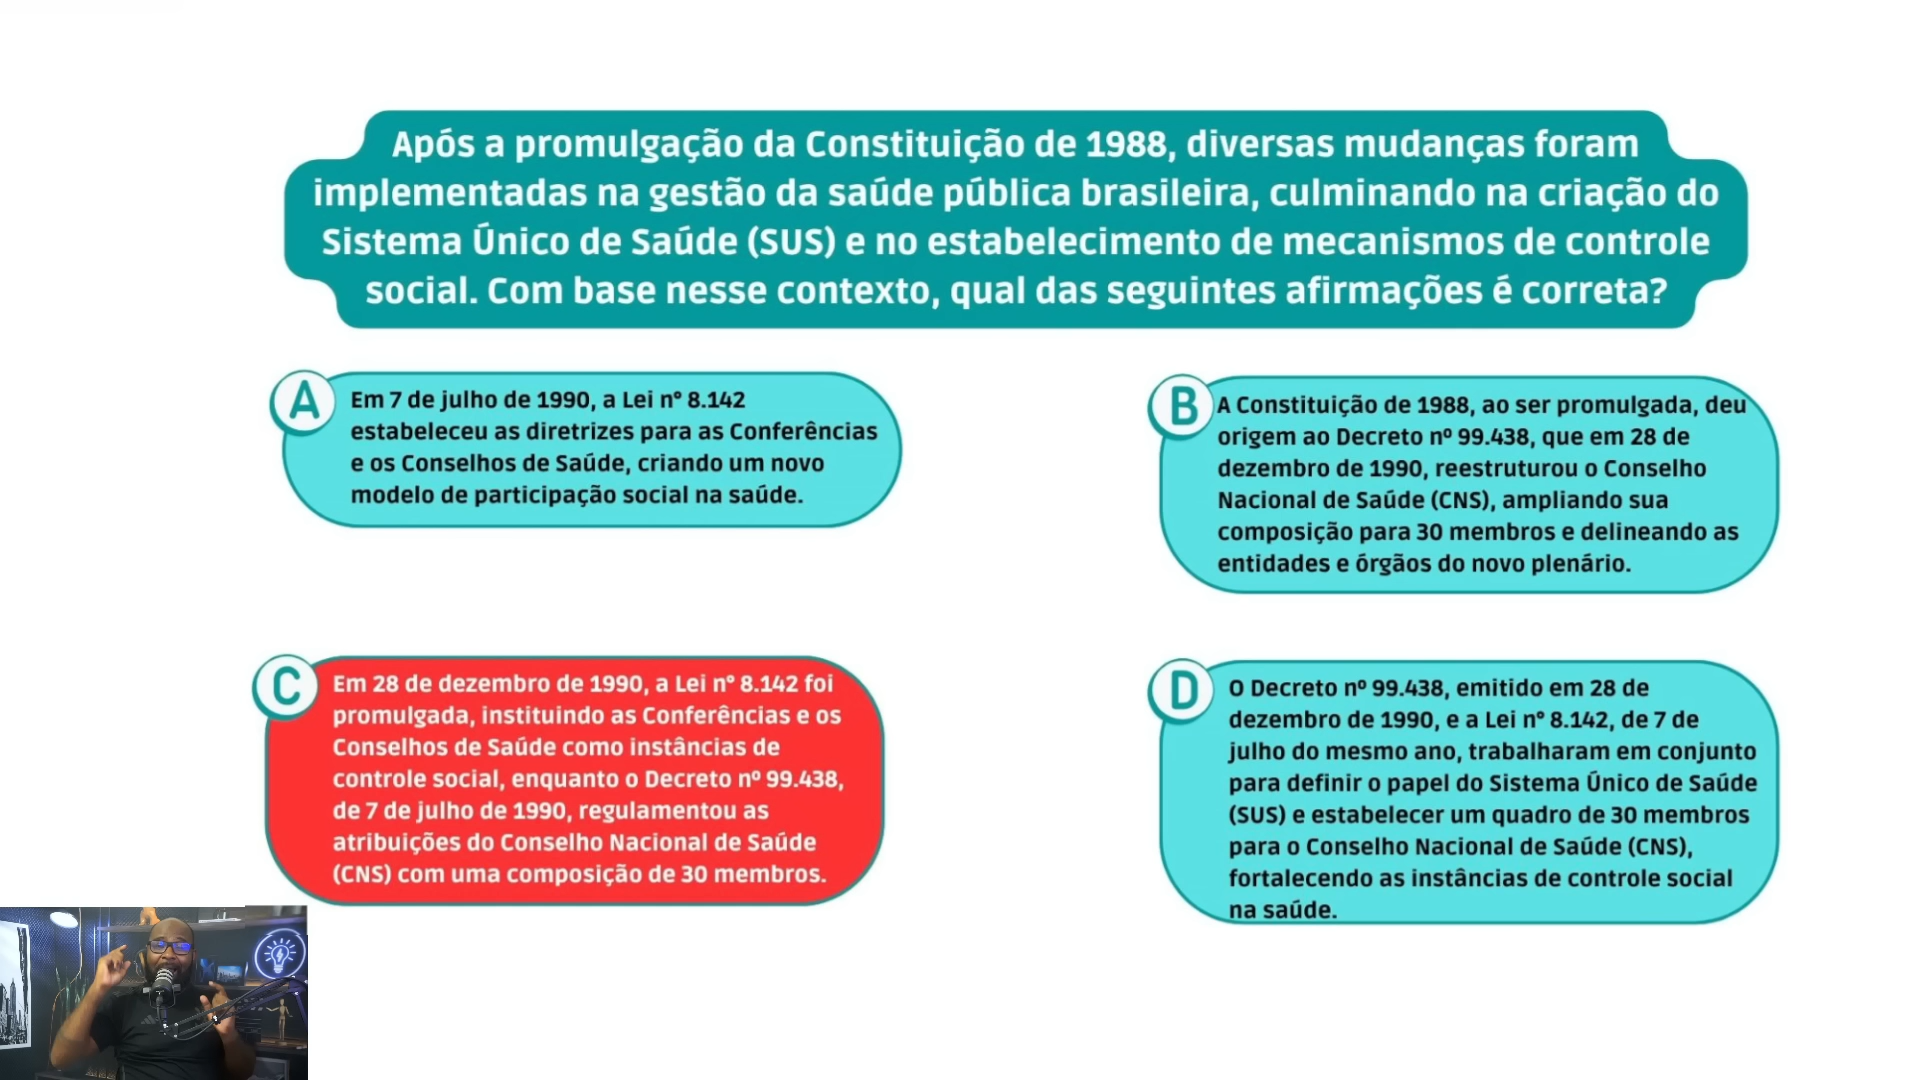 Após a promulgação da Constituição de 1988, diversas mudanças foram
implementadas na gestão da saúde pública brasileira, culminando na criação do
Sistema Único de Saúde (SUS) e no estabelecimento de mecanismos de controle
social. Com base nesse contexto, qual das seguintes afirmações é correta?
A
Em 7 de julho de 1990, a Lei nº 8.142
estabeleceu as diretrizes para as Conferências
e os Conselhos de Saúde, criando um novo
modelo de participação social na saúde.
B
A Constituição de 1988, ao ser promulgada, deu
origem ao Decreto nº 99.438, que em 28 de
dezembro de 1990, reestruturou o Conselho
Nacional de Saúde (CNS), ampliando sua
composição para 30 membros e delineando as
entidades e órgãos do novo plenário.
C
Em 28 de dezembro de 1990, a Lei n° 8.142 foi
promulgada, instituindo as Conferências e os
Conselhos de Saúde como instâncias de
controle social, enquanto o Decreto nº 99.438,
de 7 de julho de 1990, regulamentou as
atribuições do Conselho Nacional de Saúde
(CNS) com uma composição de 30 membros.
D
O Decreto nº 99.438, emitido em 28 de
dezembro de 1990, e a Lei n° 8.142, de 7 de
julho do mesmo ano, trabalharam em conjunto
para definir o papel do Sistema Único de Saúde
(SUS) e estabelecer um quadro de 30 membros
para o Conselho Nacional de Saúde (CNS),
fortalecendo as instâncias de controle social
na saúde.